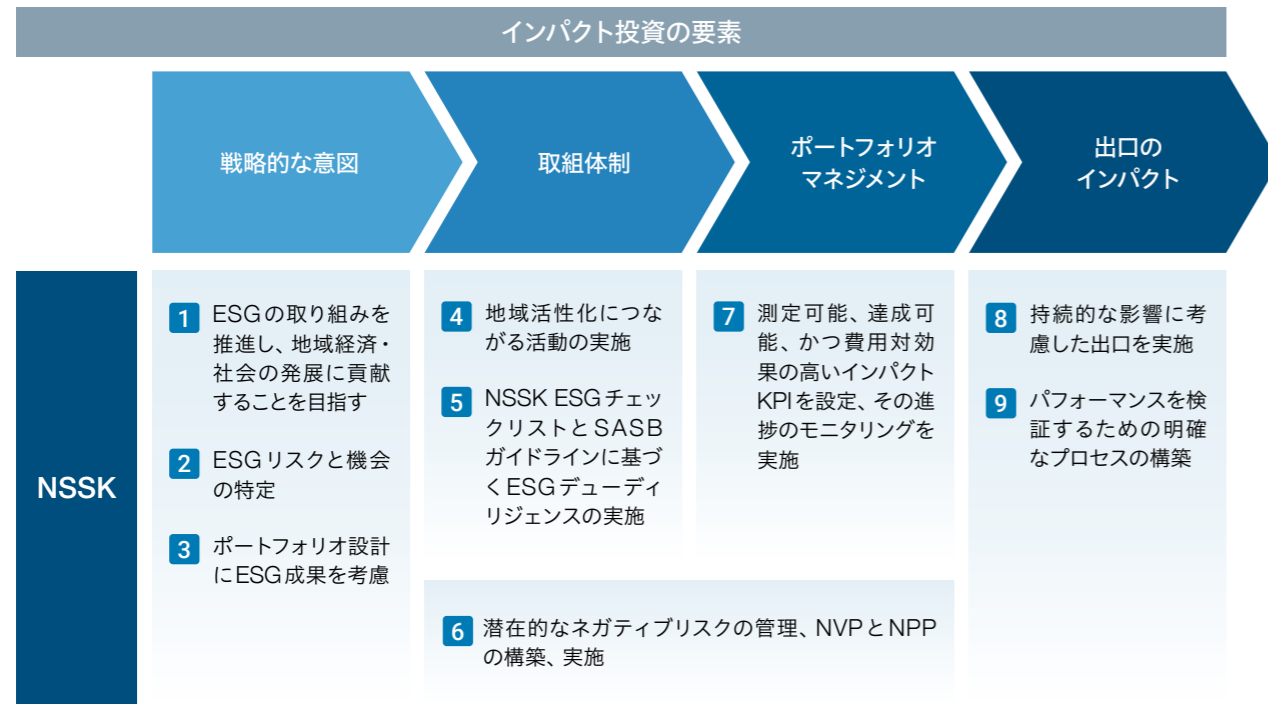 インパクト投資の要素
戦略的な意図
取組体制
ポートフォリオ
マネジメント
出口の
インパクト
NSSK
1 ESGの取り組みを
推進し、地域経済・
社会の発展に貢献
することを目指す
2 ESGリスクと機会
の特定
3 ポートフォリオ設計
にESG成果を考慮
4 地域活性化につな
がる活動の実施
5 NSSK ESGチェッ
クリストとSASB
ガイドラインに基づ
くESGデューディ
リジェンスの実施
6 潜在的なネガティブリスクの管理、NVPとNPP
の構築、実施
7 測定可能、達成可
能、かつ費用対効
果の高いインパクト
KPIを設定、その進
捗のモニタリングを
実施
8 持続的な影響に考
慮した出口を実施
9 パフォーマンスを検
証するための明確
なプロセスの構築